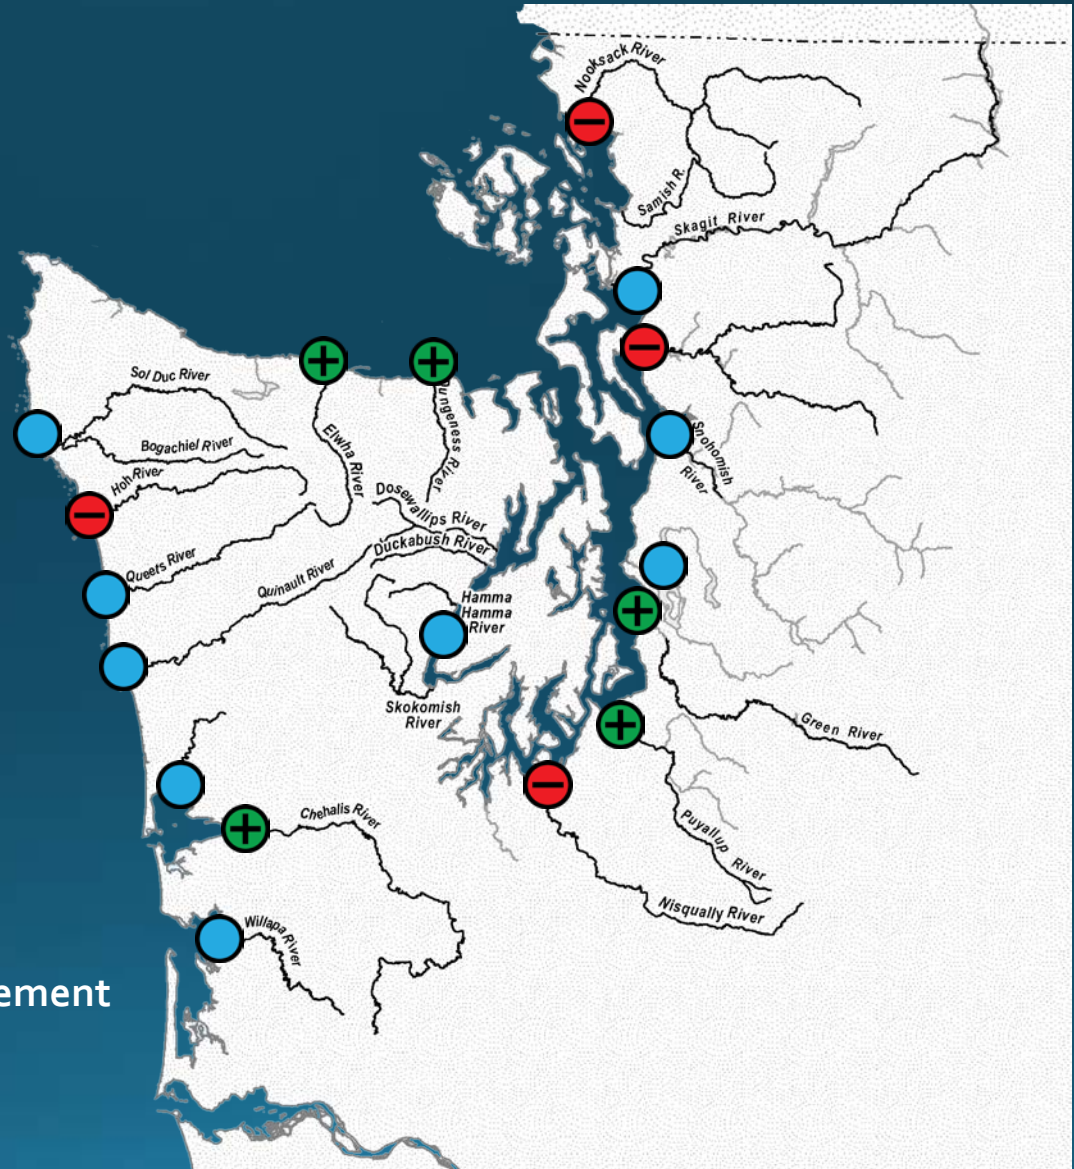 Nooksack River
Samish R.
Skagit River
Sol Duc River
Bogachiel River
Hoh River
Elwha River
ungeness River
Snohomish
River
Dosewallips River
Duckabush River
Queets River
Quinault River
Hamma
Hamma
River
Skokomish
River
Green River
Chehalis River
Puyallup River
Nisqually River
Willapa River
ement